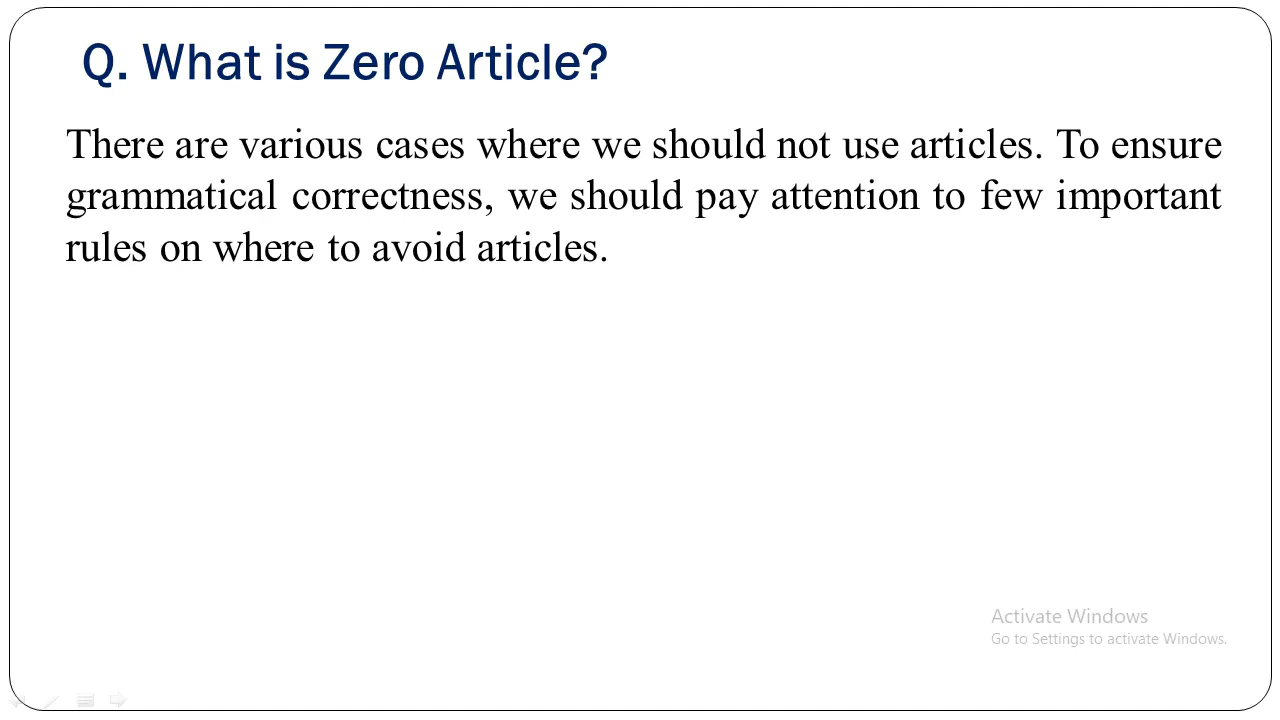 Q. What is Zero Article?
There are various cases where we should not use articles. To ensure
grammatical correctness, we should pay attention to few important
rules on where to avoid articles.
Activate Windows
Go to Settings to activate Windows.